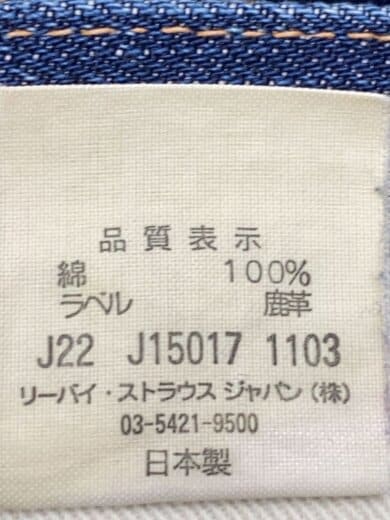 品質表示
綿 100%
ラベル 鹿革
J22 J15017 1103
リーバイ・ストラウス ジャパン(株)
03-5421-9500
日本製